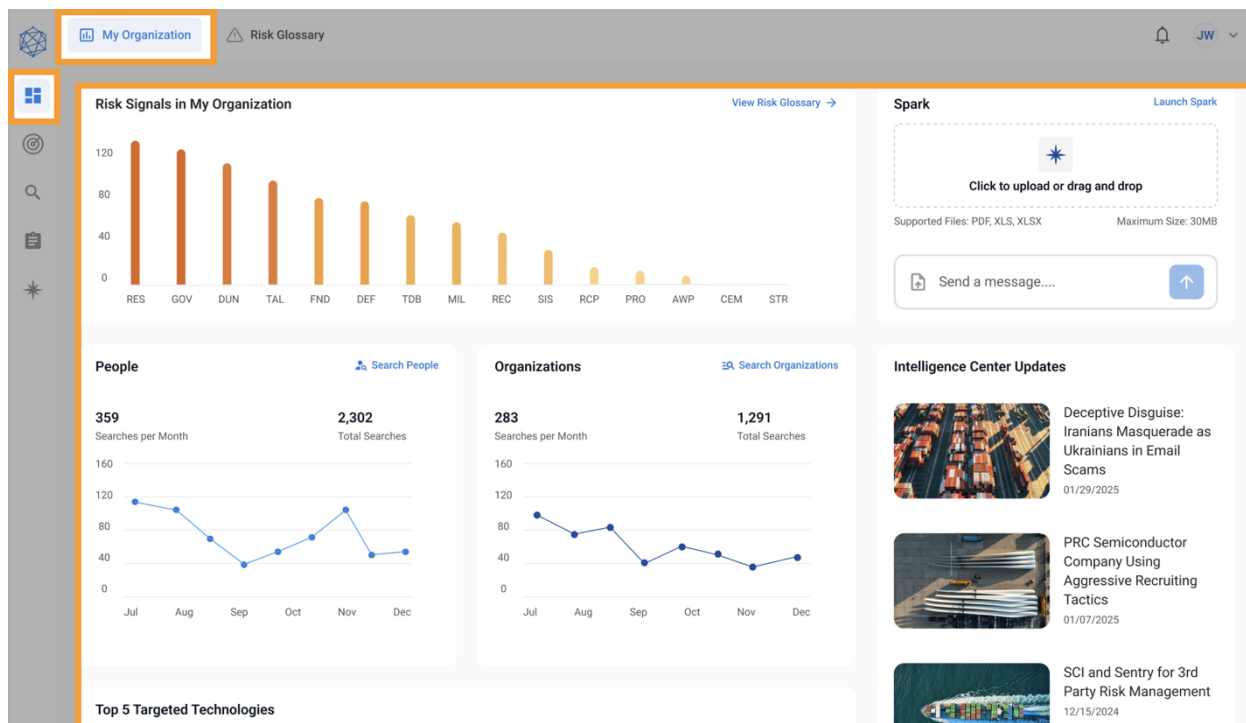 My Organization
Risk Glossary
JW
Risk Signals in My Organization
View Risk Glossary
120
80
40
0
RES GOV DUN TAL FND DEF TDB MIL REC SIS RCP PRO AWP CEM STR
Spark
Launch Spark
Click to upload or drag and drop
Supported Files: PDF, XLS, XLSX
Maximum Size: 30MB
Send a message....
People
Search People
359
Searches per Month
2,302
Total Searches
160
120
80
40
0
Jul Aug Sep Oct Nov Dec
Organizations
Search Organizations
283
Searches per Month
1,291
Total Searches
160
120
80
40
0
Jul Aug Sep Oct Nov Dec
Intelligence Center Updates
Deceptive Disguise:
Iranians Masquerade as
Ukrainians in Email
Scams
01/29/2025
PRC Semiconductor
Company Using
Aggressive Recruiting
Tactics
01/07/2025
SCI and Sentry for 3rd
Party Risk Management
12/15/2024
Top 5 Targeted Technologies